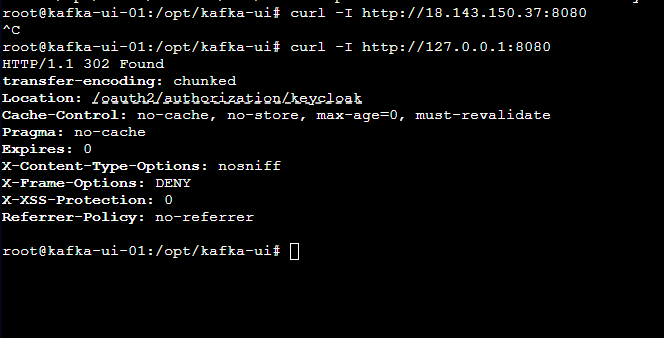 root@kafka-ui-01:/opt/kafka-ui# curl -I http://18.143.150.37:8080
^C
root@kafka-ui-01:/opt/kafka-ui# curl -I http://127.0.0.1:8080
HTTP/1.1 302 Found
transfer-encoding: chunked
Location: /oauth2/authorization/keycloak
Cache-Control: no-cache, no-store, max-age=0, must-revalidate
Pragma: no-cache
Expires: 0
X-Content-Type-Options: nosniff
X-Frame-Options: DENY
X-XSS-Protection: 0
Referrer-Policy: no-referrer
root@kafka-ui-01:/opt/kafka-ui#